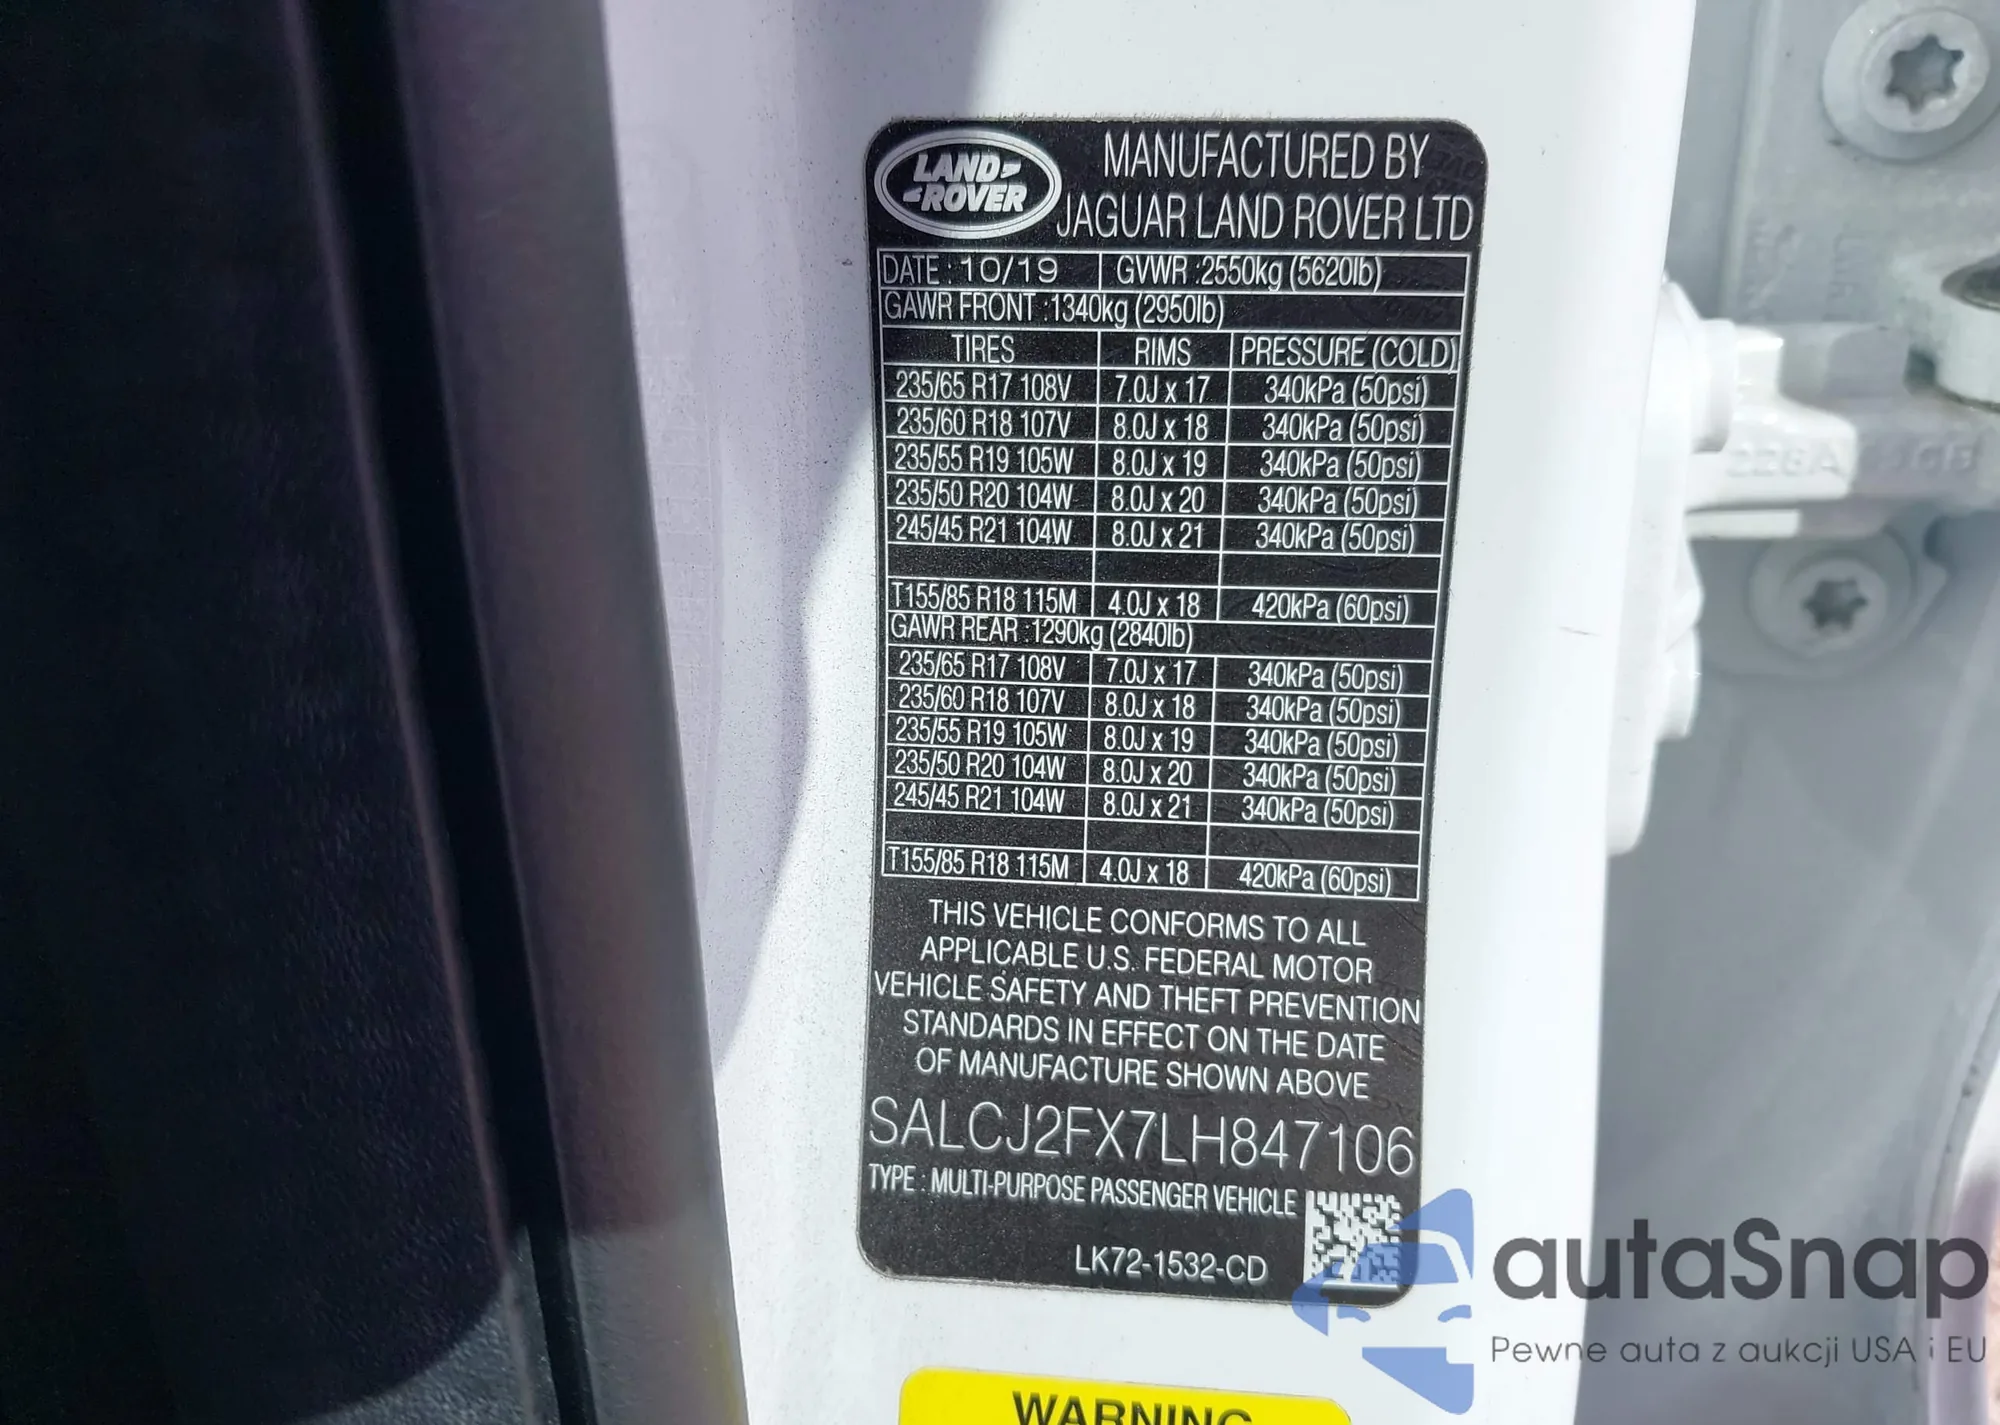 LAND
ROVER
MANUFACTURED BY
JAGUAR LAND ROVER LTD
DATE : 10/19 GVWR :2550kg (5620lb)
GAWR FRONT :1340kg (2950lb)
TIRES RIMS PRESSURE (COLD)
235/65 R17 108V 7.0J x 17 340kPa (50psi)
235/60 R18 107V 8.0J x 18 340kPa (50psi)
235/55 R19 105W 8.0J x 19 340kPa (50psi)
235/50 R20 104W 8.0J x 20 340kPa (50psi)
245/45 R21 104W 8.0J x 21 340kPa (50psi)
T155/85 R18 115M 4.0J x 18 420kPa (60psi)
GAWR REAR :1290kg (2840lb)
235/65 R17 108V 7.0J x 17 340kPa (50psi)
235/60 R18 107V 8.0J x 18 340kPa (50psi)
235/55 R19 105W 8.0J x 19 340kPa (50psi)
235/50 R20 104W 8.0J x 20 340kPa (50psi)
245/45 R21 104W 8.0J x 21 340kPa (50psi)
T155/85 R18 115M 4.0J x 18 420kPa (60psi)
THIS VEHICLE CONFORMS TO ALL
APPLICABLE U.S. FEDERAL MOTOR
VEHICLE SAFETY AND THEFT PREVENTION
STANDARDS IN EFFECT ON THE DATE
OF MANUFACTURE SHOWN ABOVE
SALCJ2FX7LH847106
TYPE : MULTI-PURPOSE PASSENGER VEHICLE
LK72-1532-CD
WARNING
autaSnap
Pewne auta z aukcji USA i EU